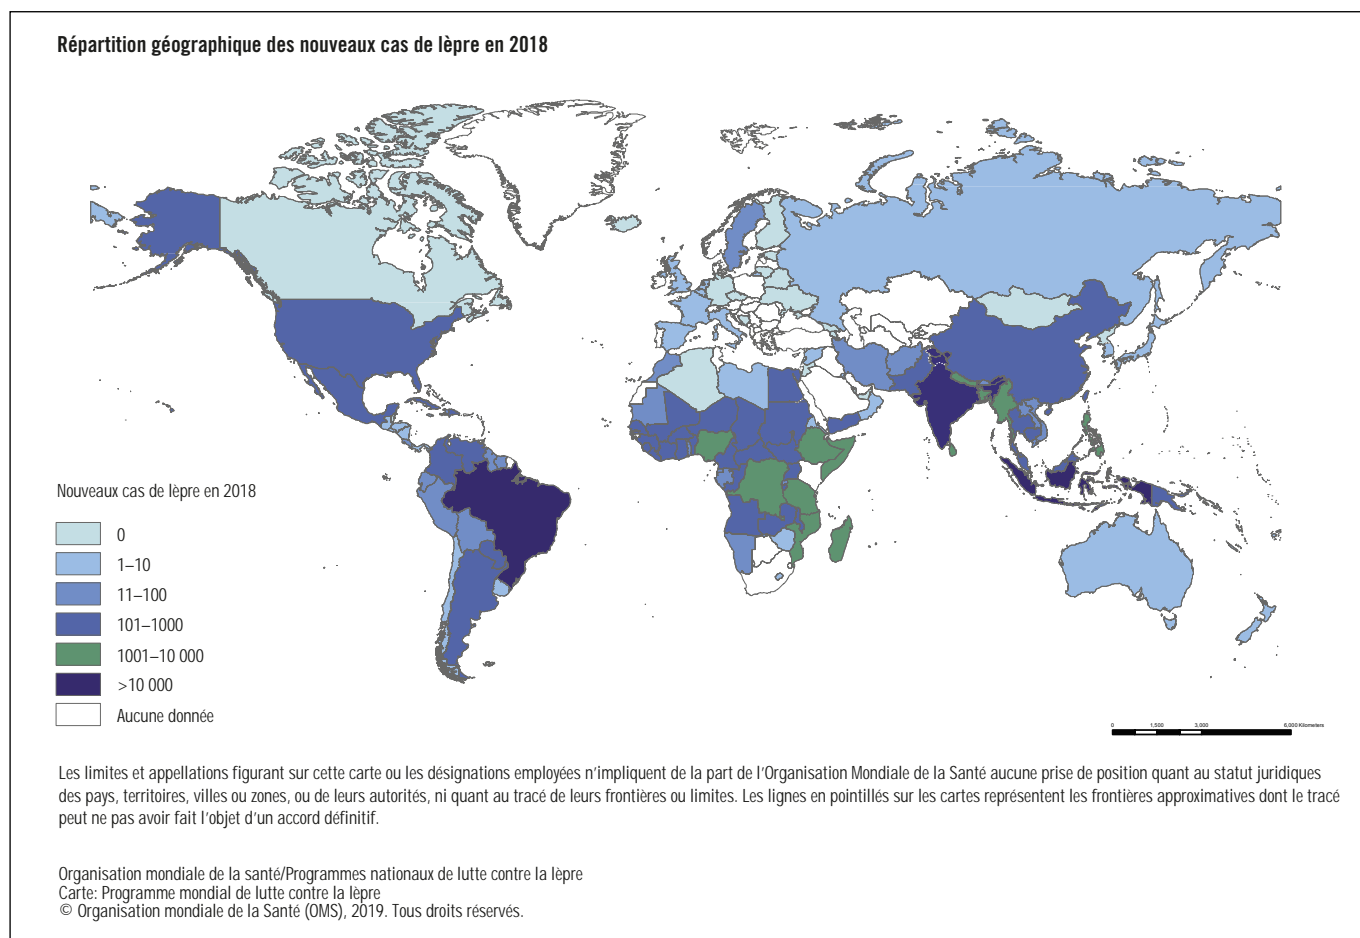 Répartition géographique des nouveaux cas de lèpre en 2018
Nouveaux cas de lèpre en 2018
0
1–10
11–100
101–1000
1001–10 000
>10 000
Aucune donnée
0 1,500 3,000 6,000 Kilometers
Les limites et appellations figurant sur cette carte ou les désignations employées n'impliquent de la part de l'Organisation Mondiale de la Santé aucune prise de position quant au statut juridiques
des pays, territoires, villes ou zones, ou de leurs autorités, ni quant au tracé de leurs frontières ou limites. Les lignes en pointillés sur les cartes représentent les frontières approximatives dont le tracé
peut ne pas avoir fait l'objet d'un accord définitif.
Organisation mondiale de la santé/Programmes nationaux de lutte contre la lèpre
Carte: Programme mondial de lutte contre la lèpre
© Organisation mondiale de la Santé (OMS), 2019. Tous droits réservés.